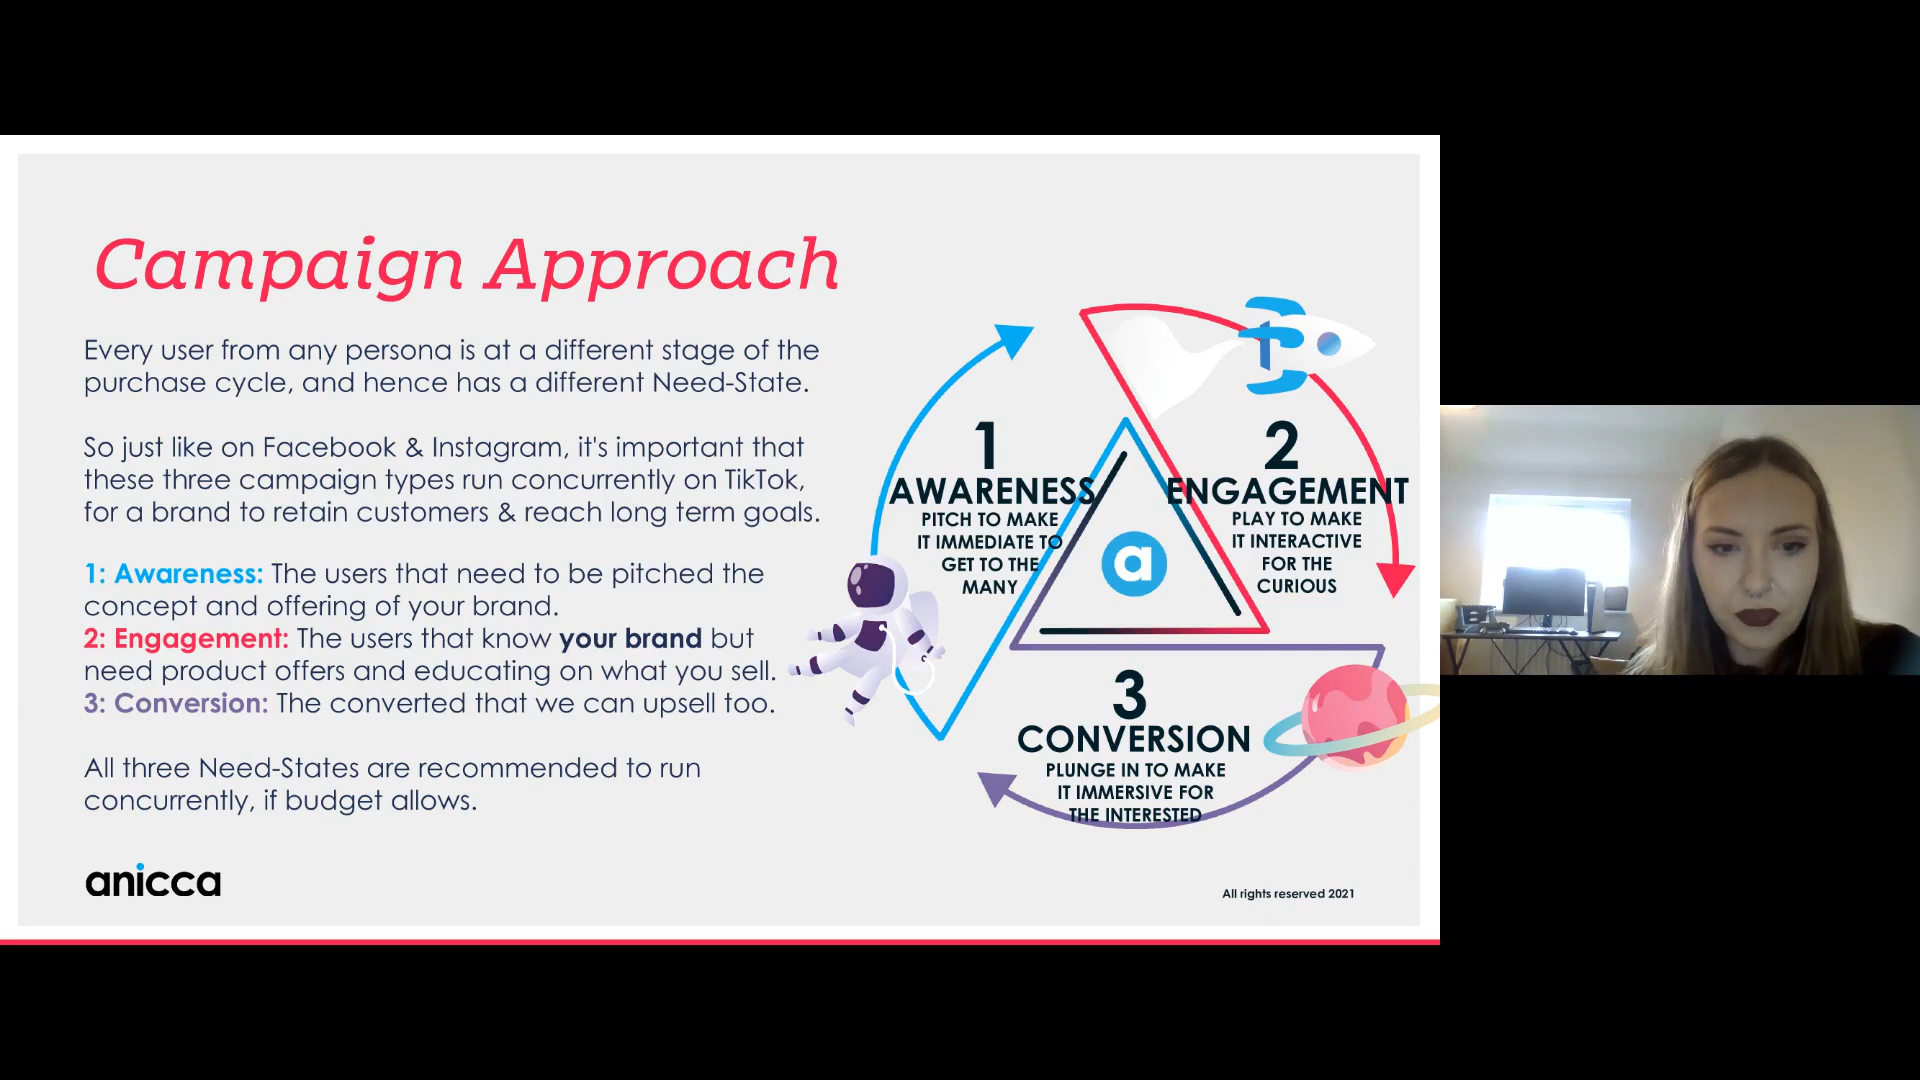 Campaign Approach
Every user from any persona is at a different stage of the
purchase cycle, and hence has a different Need-State.
So just like on Facebook & Instagram, it's important that
these three campaign types run concurrently on TikTok,
for a brand to retain customers & reach long term goals.
1: Awareness: The users that need to be pitched the
concept and offering of your brand.
2: Engagement: The users that know your brand but
need product offers and educating on what you sell.
3: Conversion: The converted that we can upsell too.
All three Need-States are recommended to run
concurrently, if budget allows.
1
AWARENESS
PITCH TO MAKE
IT IMMEDIATE TO
GET TO THE
MANY
2
ENGAGEMENT
PLAY TO MAKE
IT INTERACTIVE
FOR THE
CURIOUS
a
3
CONVERSION
PLUNGE IN TO MAKE
IT IMMERSIVE FOR
THE INTERESTED
anicca
All rights reserved 2021